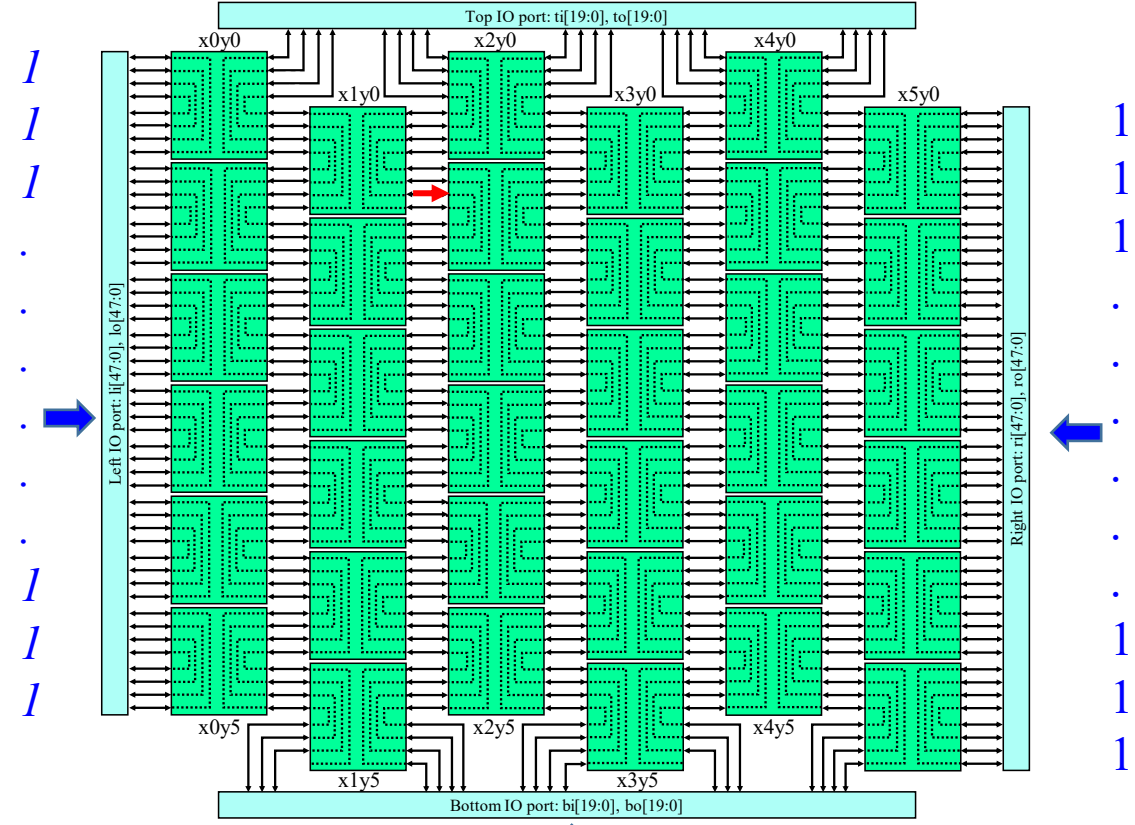 Top IO port: ti[19:0], to[19:0]
x0y0
x2y0
x4y0
x1y0
x3y0
x5y0
1
1
1
.
.
.
.
.
.
1
1
1
Left IO port: li[47:0], lo[47:0]
Right IO port: ri[47:0], ro[47:0]
1
1
1
.
.
.
.
.
.
1
1
1
x0y5
x2y5
x4y5
x1y5
x3y5
Bottom IO port: bi[19:0], bo[19:0]